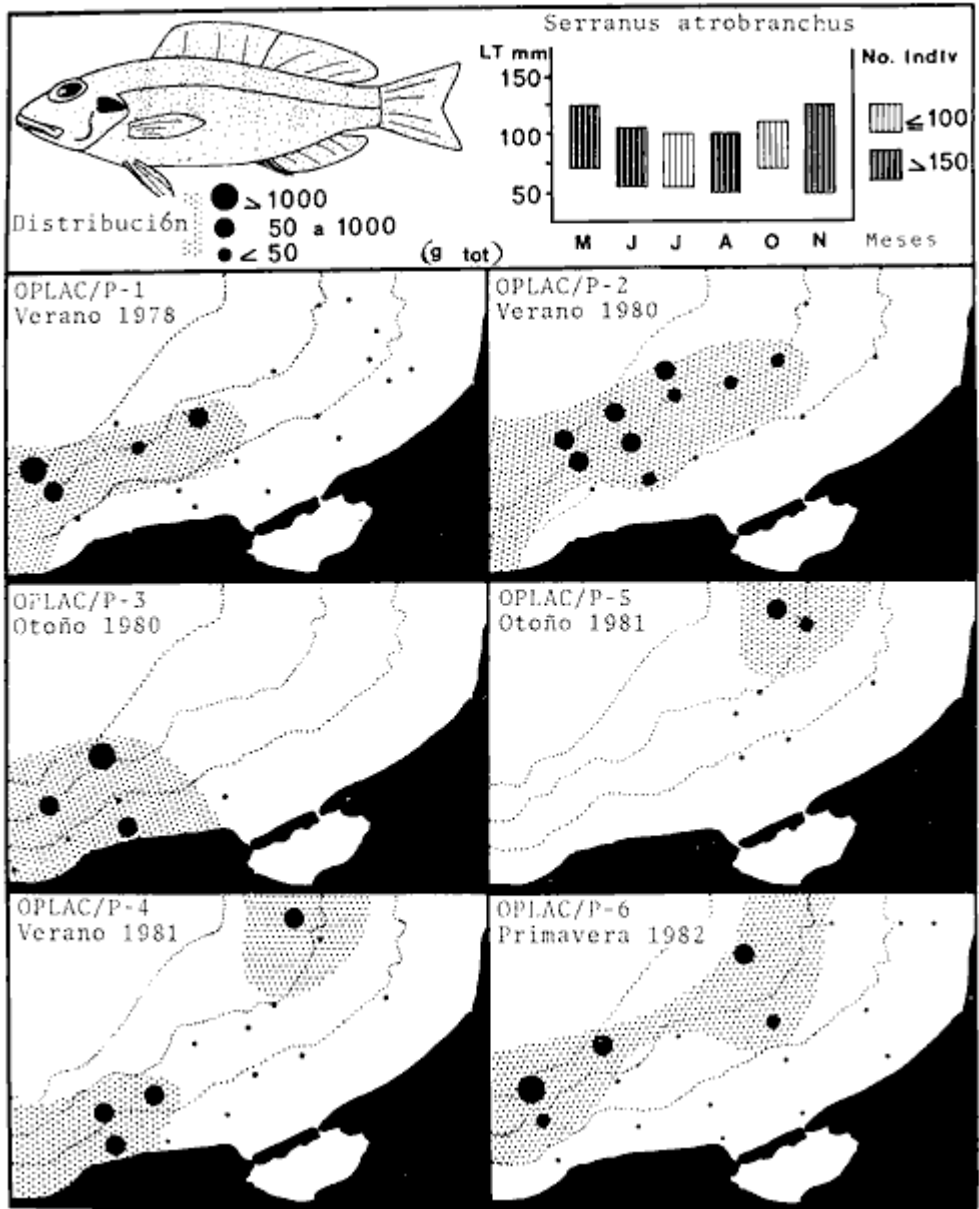 Serranus atrobranchus
LT mm
150
100
50
M J J A O N
Meses
No. Indiv
≤ 100
> 150
Distribución
> 1000
50 a 1000
< 50
(g tot)
OPLAC/P-1
Verano 1978
OPLAC/P-2
Verano 1980
OPLAC/P-3
Otoño 1980
OPLAC/P-5
Otoño 1981
OPLAC/P-4
Verano 1981
OPLAC/P-6
Primavera 1982